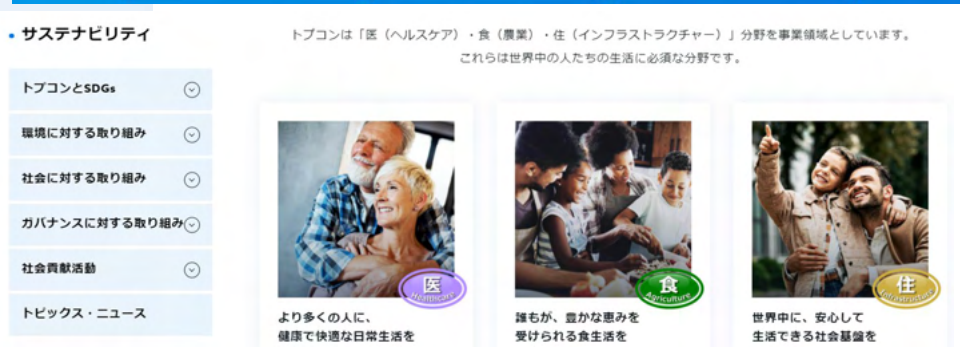 サステナビリティ
トプコンとSDGs
環境に対する取り組み
社会に対する取り組み
ガバナンスに対する取り組み
社会貢献活動
トピックス・ニュース
トプコンは「医（ヘルスケア）・食（農業）・住（インフラストラクチャー）」分野を事業領域としています。
これらは世界中の人たちの生活に必須な分野です。
医
Healthcare
より多くの人に、
健康で快適な日常生活を
食
Agriculture
誰もが、豊かな恵みを
受けられる食生活を
住
Infrastructure
世界中に、安心して
生活できる社会基盤を